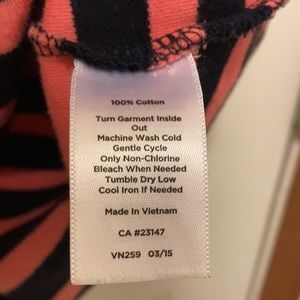 100% Cotton
Turn Garment Inside
Out
Machine Wash Cold
Gentle Cycle
Only Non-Chlorine
Bleach When Needed
Tumble Dry Low
Cool Iron If Needed
Made In Vietnam
CA #23147
VN259 03/15